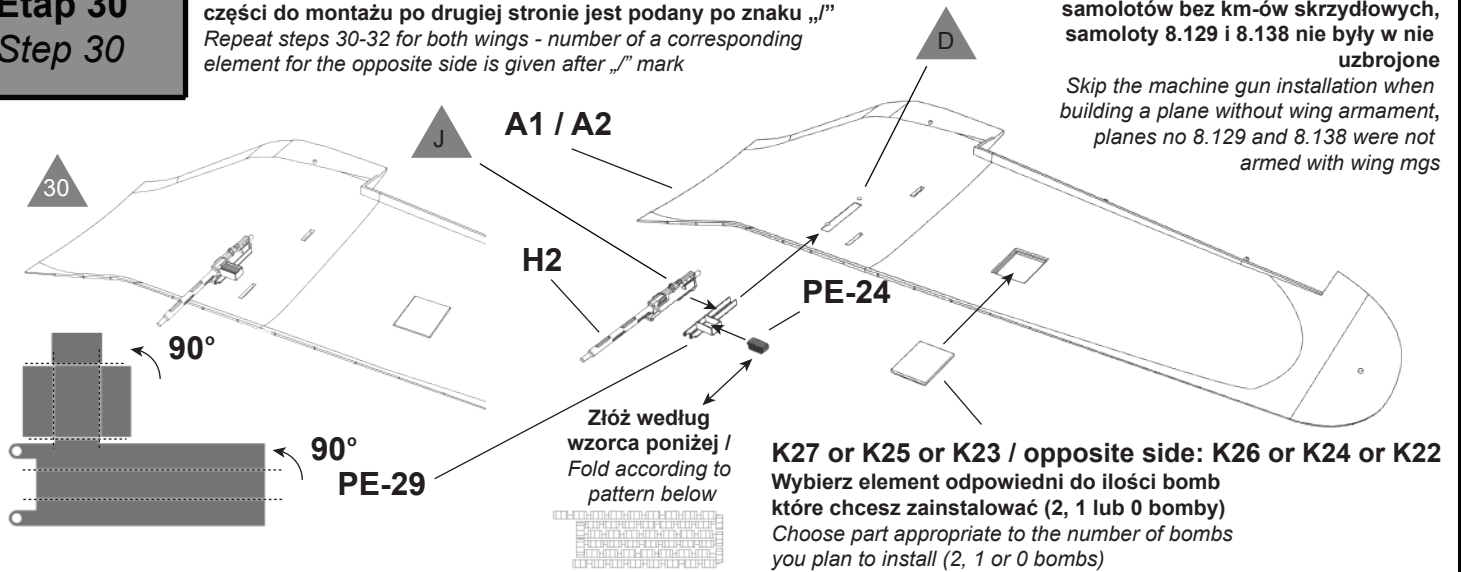 Etap 30
Step 30
części do montażu po drugiej stronie jest podany po znaku „/”
Repeat steps 30-32 for both wings - number of a corresponding
element for the opposite side is given after „/” mark
samolotów bez km-ów skrzydłowych,
samoloty 8.129 i 8.138 nie były w nie
uzbrojone
Skip the machine gun installation when
building a plane without wing armament,
planes no 8.129 and 8.138 were not
armed with wing mgs
D
J
A1 / A2
30
H2
PE-24
90°
90°
PE-29
Złóż według
wzorca poniżej /
Fold according to
pattern below
K27 or K25 or K23 / opposite side: K26 or K24 or K22
Wybierz element odpowiedni do ilości bomb
które chcesz zainstalować (2, 1 lub 0 bomby)
Choose part appropriate to the number of bombs
you plan to install (2, 1 or 0 bombs)